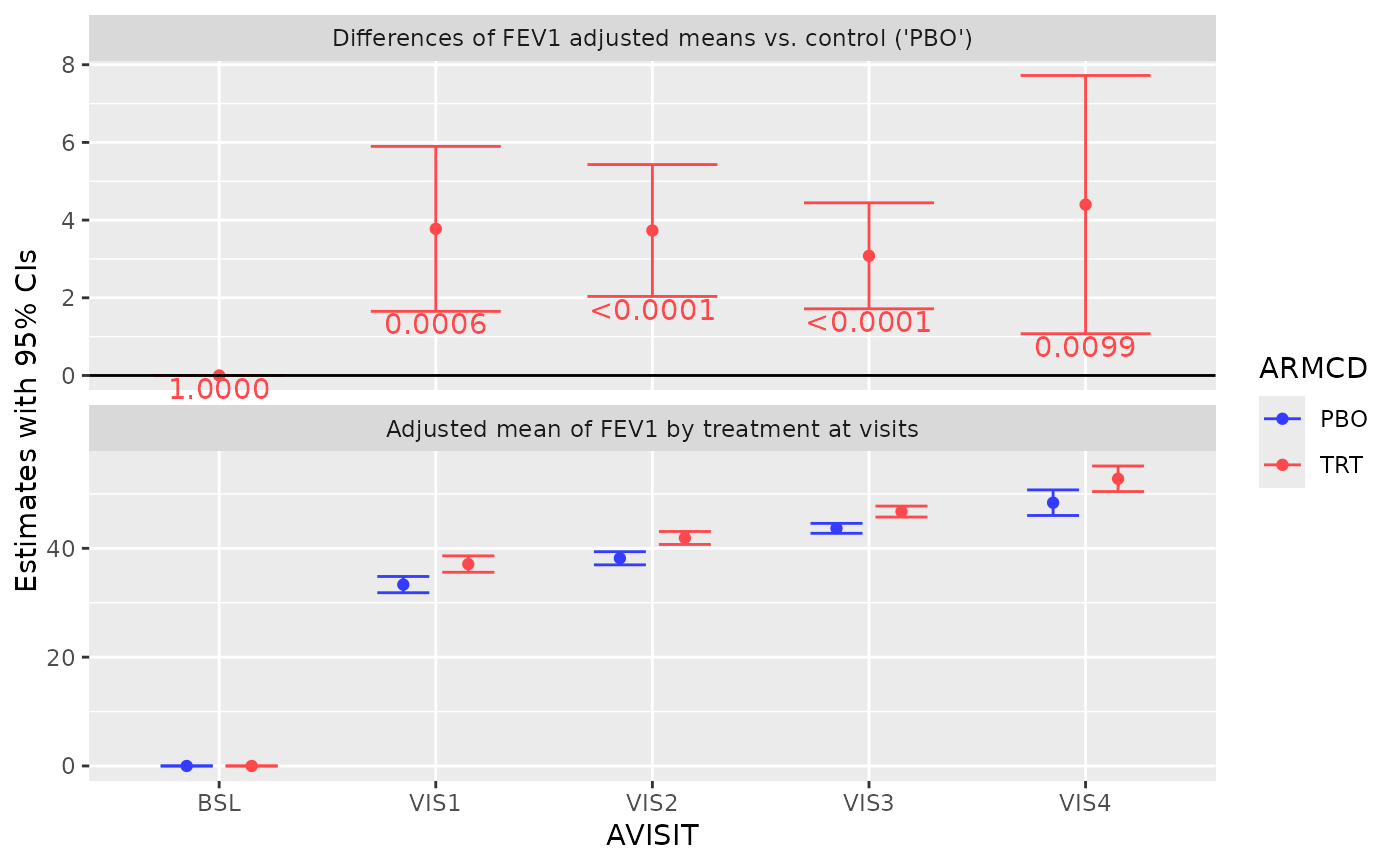 Differences of FEV1 adjusted means vs. control ('PBO')
8
6
4
2
0
0.0006
<0.0001
<0.0001
0.0099
1.0000
Estimates with 95% CIs
Adjusted mean of FEV1 by treatment at visits
40
20
0
BSL
VIS1
VIS2
VIS3
VIS4
AVISIT
ARMCD
PBO
TRT